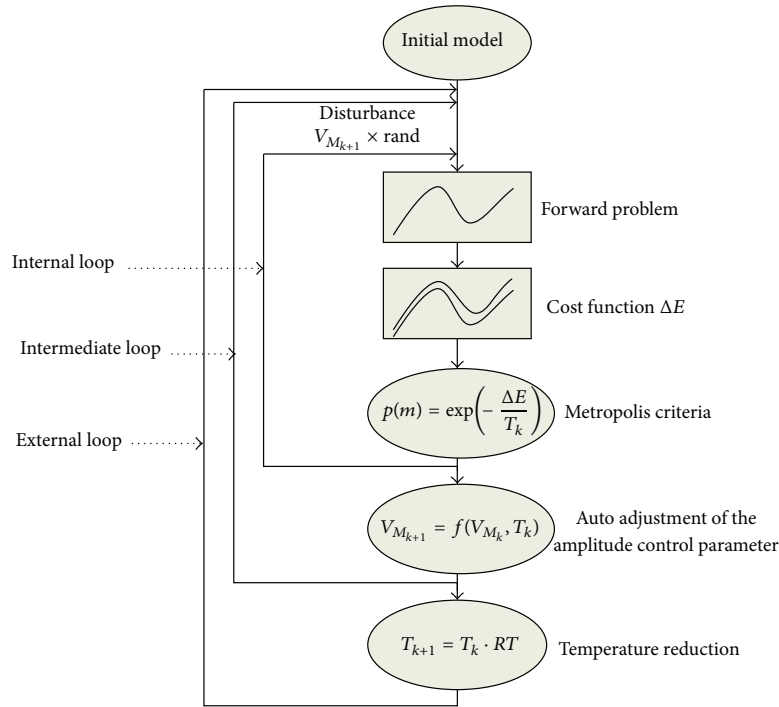 Initial model
Disturbance
V_{M_{k+1}} × rand
Forward problem
Internal loop
Cost function ΔE
Intermediate loop
p(m) = exp(− ΔE/T_k)
Metropolis criteria
External loop
V_{M_{k+1}} = f(V_{M_k}, T_k)
Auto adjustment of the
amplitude control parameter
T_{k+1} = T_k · RT
Temperature reduction